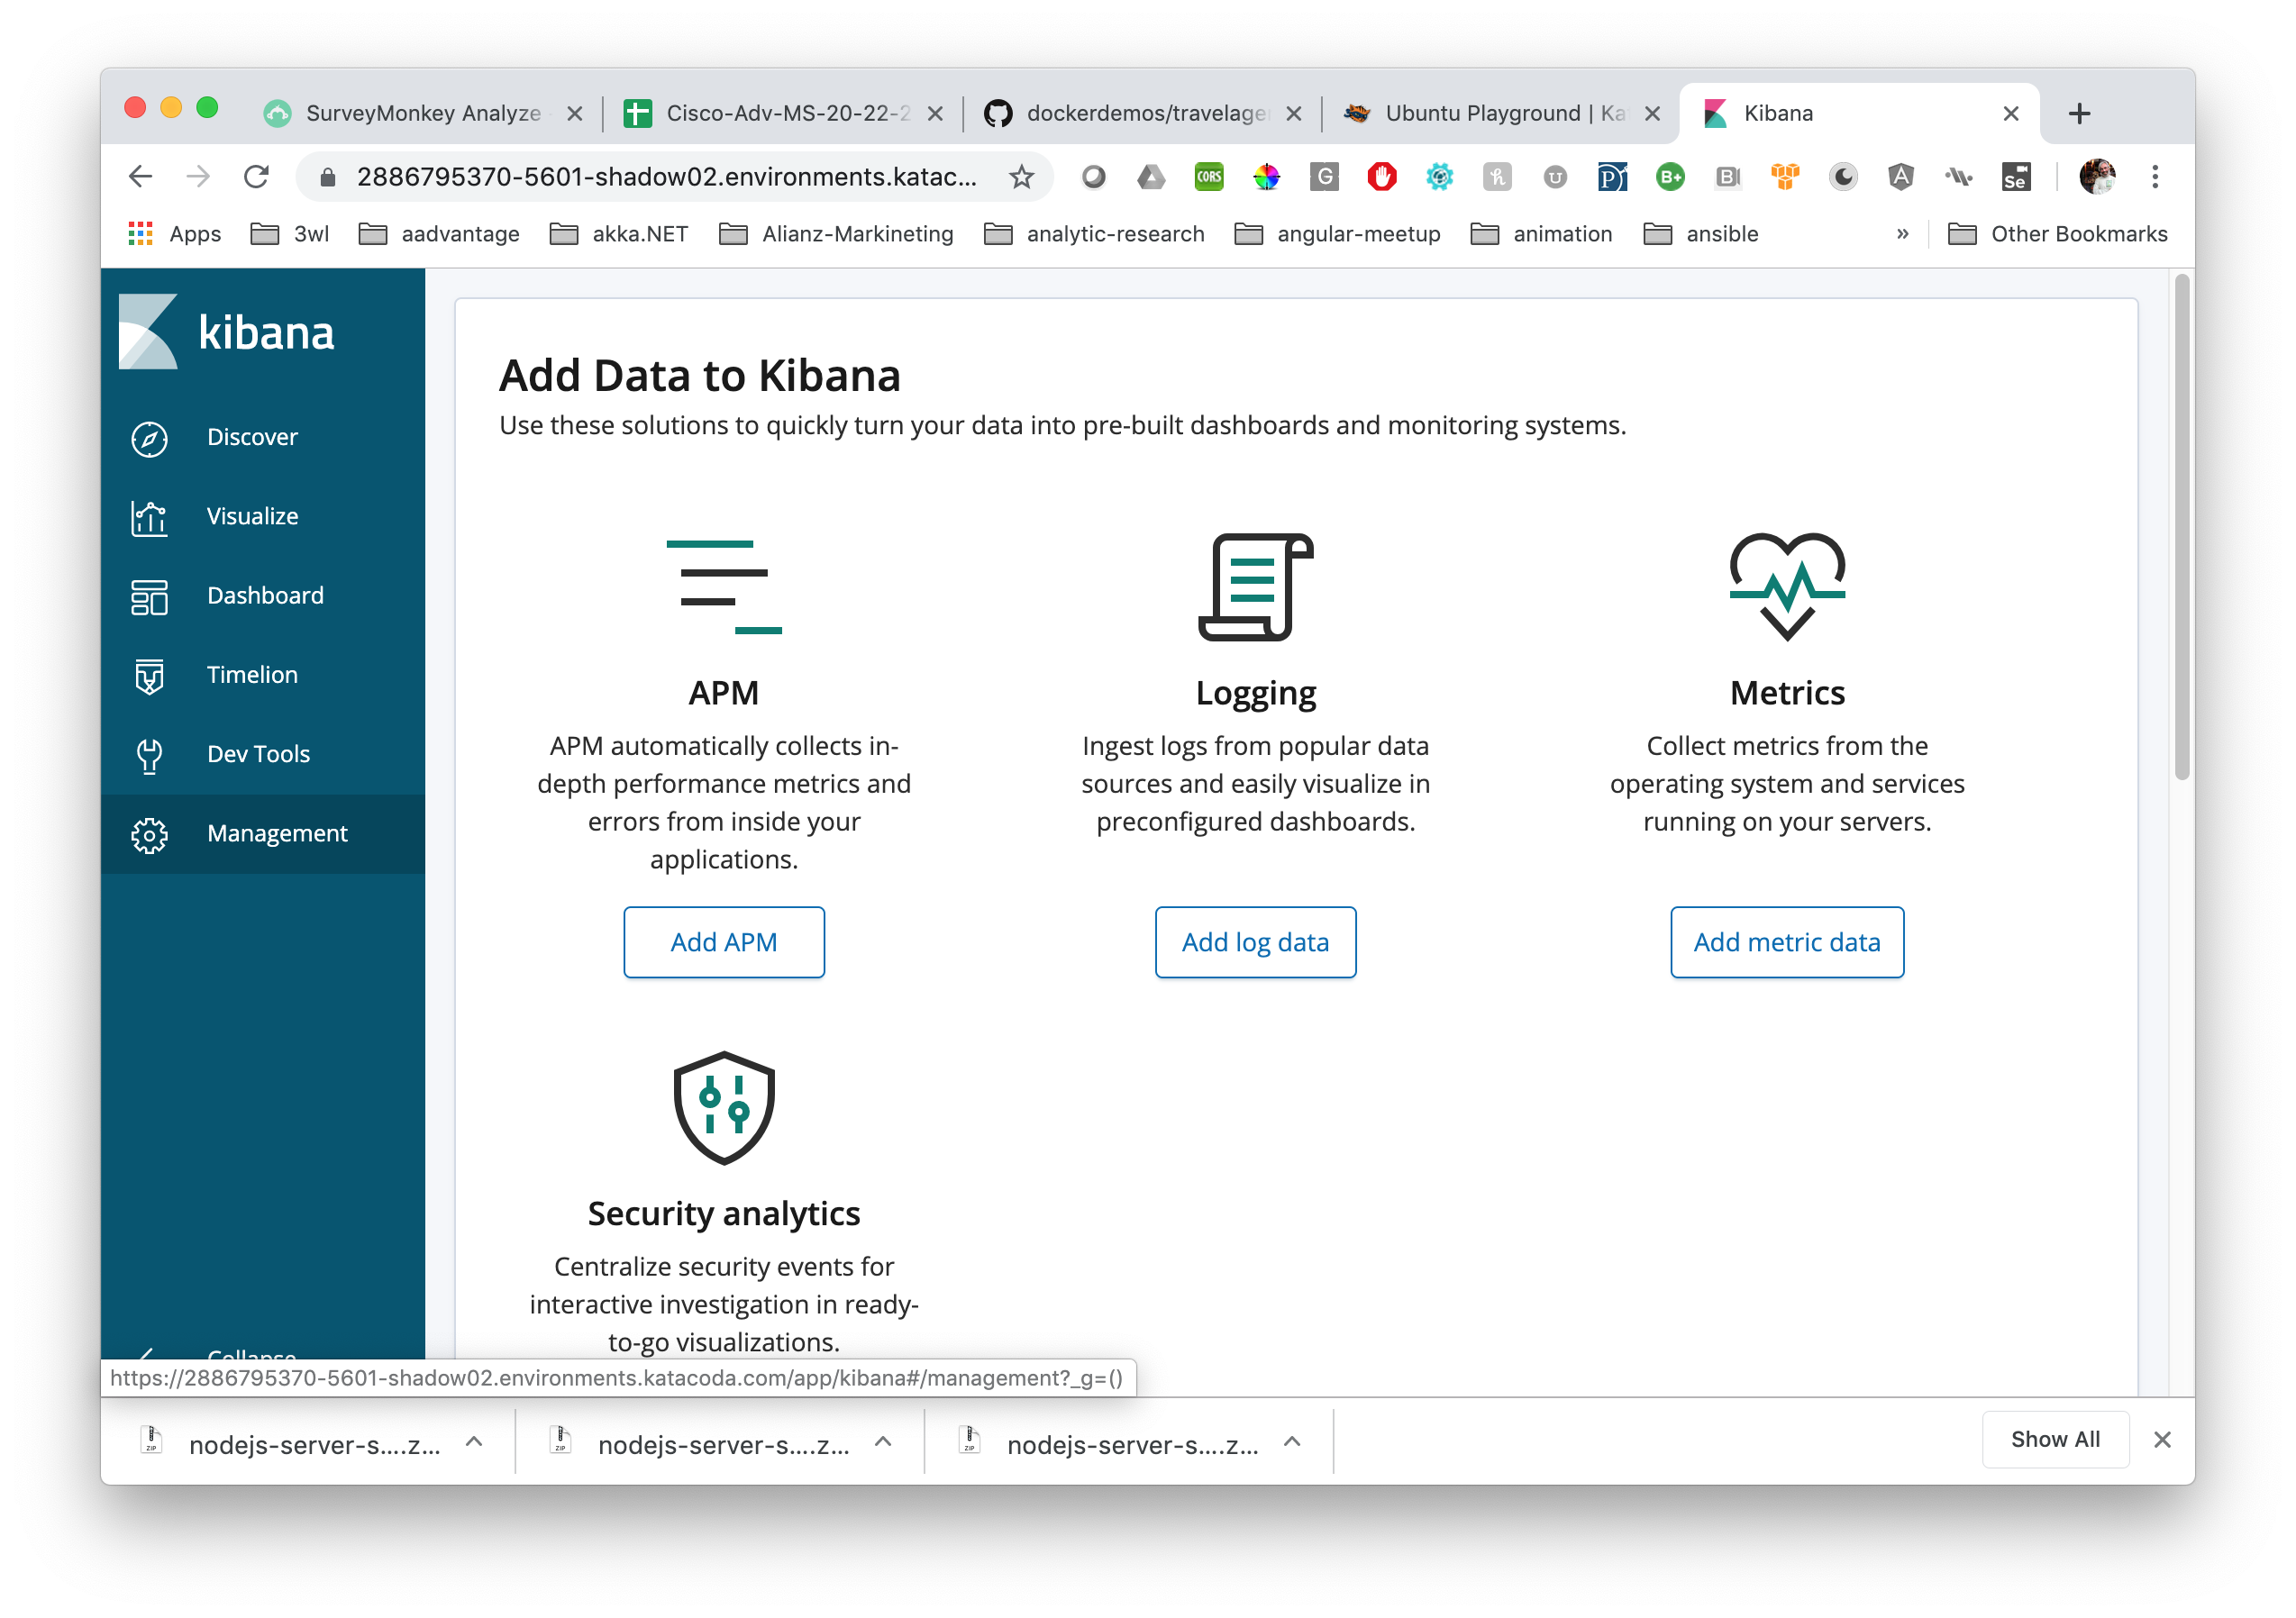 SurveyMonkey Analyze
Cisco-Adv-MS-20-22-2
dockerdemos/travelage
Ubuntu Playground | Ka
Kibana
2886795370-5601-shadow02.environments.katac...
CORS
G
Se
Apps
3wl
aadvantage
akka.NET
Alianz-Markineting
analytic-research
angular-meetup
animation
ansible
»
Other Bookmarks
kibana
Discover
Visualize
Dashboard
Timelion
Dev Tools
Management
Collapse
Add Data to Kibana
Use these solutions to quickly turn your data into pre-built dashboards and monitoring systems.
APM
APM automatically collects in-
depth performance metrics and
errors from inside your
applications.
Add APM
Logging
Ingest logs from popular data
sources and easily visualize in
preconfigured dashboards.
Add log data
Metrics
Collect metrics from the
operating system and services
running on your servers.
Add metric data
Security analytics
Centralize security events for
interactive investigation in ready-
to-go visualizations.
https://2886795370-5601-shadow02.environments.katacoda.com/app/kibana#/management?_g=()
ZIP
nodejs-server-s....z...
ZIP
nodejs-server-s....z...
ZIP
nodejs-server-s....z...
Show All